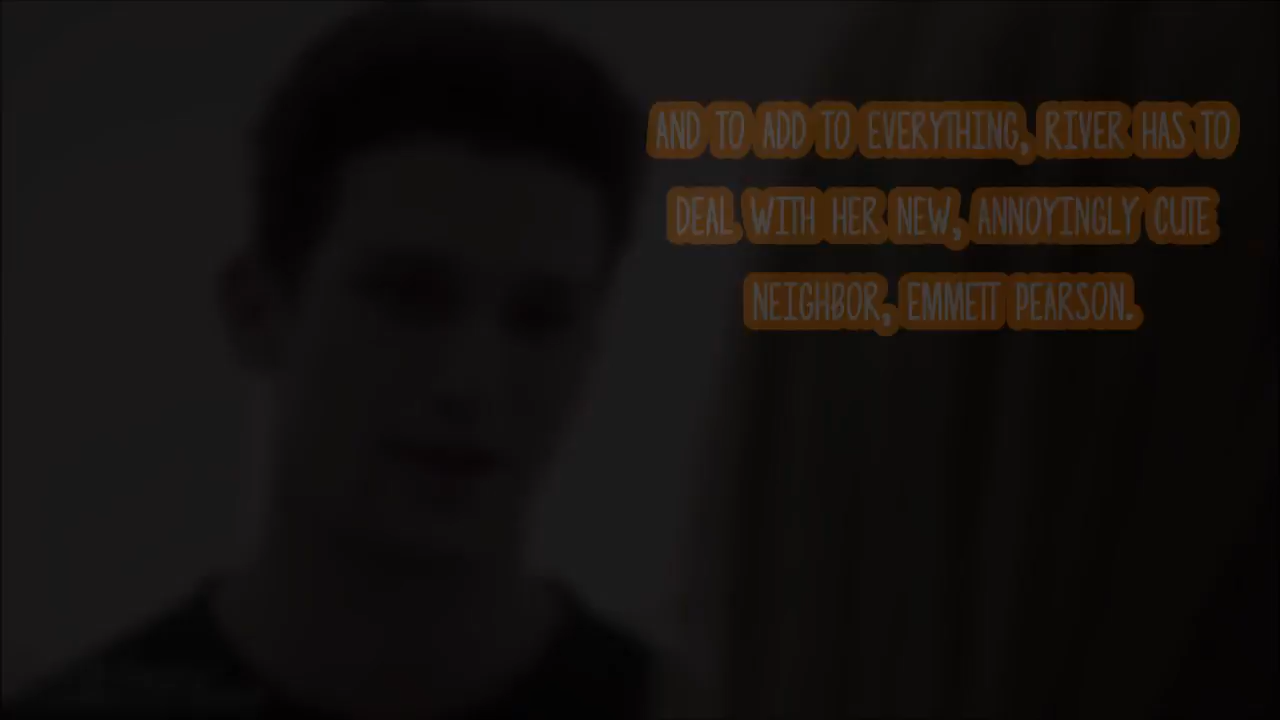 AND TO ADD TO EVERYTHING, RIVER HAS TO
DEAL WITH HER NEW, ANNOYINGLY CUTE
NEIGHBOR, EMMETT PEARSON.